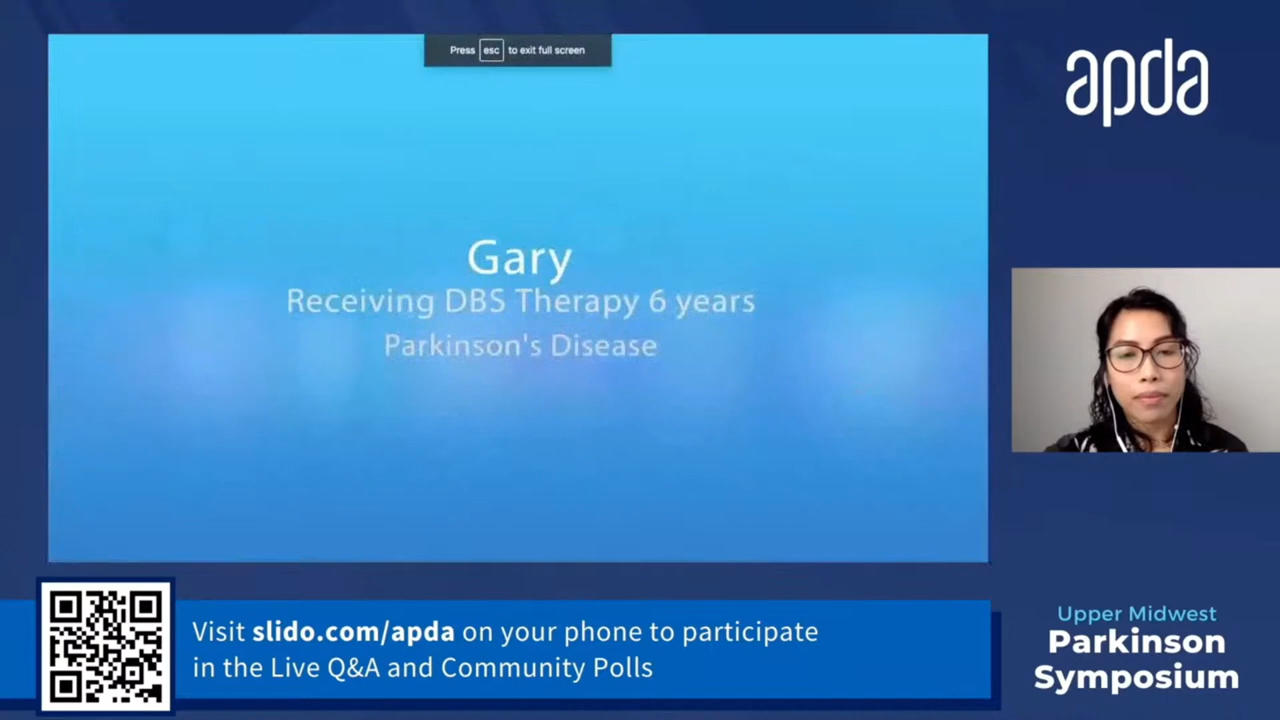 Press esc to exit full screen
apda
Gary
Receiving DBS Therapy 6 years
Parkinson's Disease
Visit slido.com/apda on your phone to participate
in the Live Q&A and Community Polls
Upper Midwest
Parkinson
Symposium